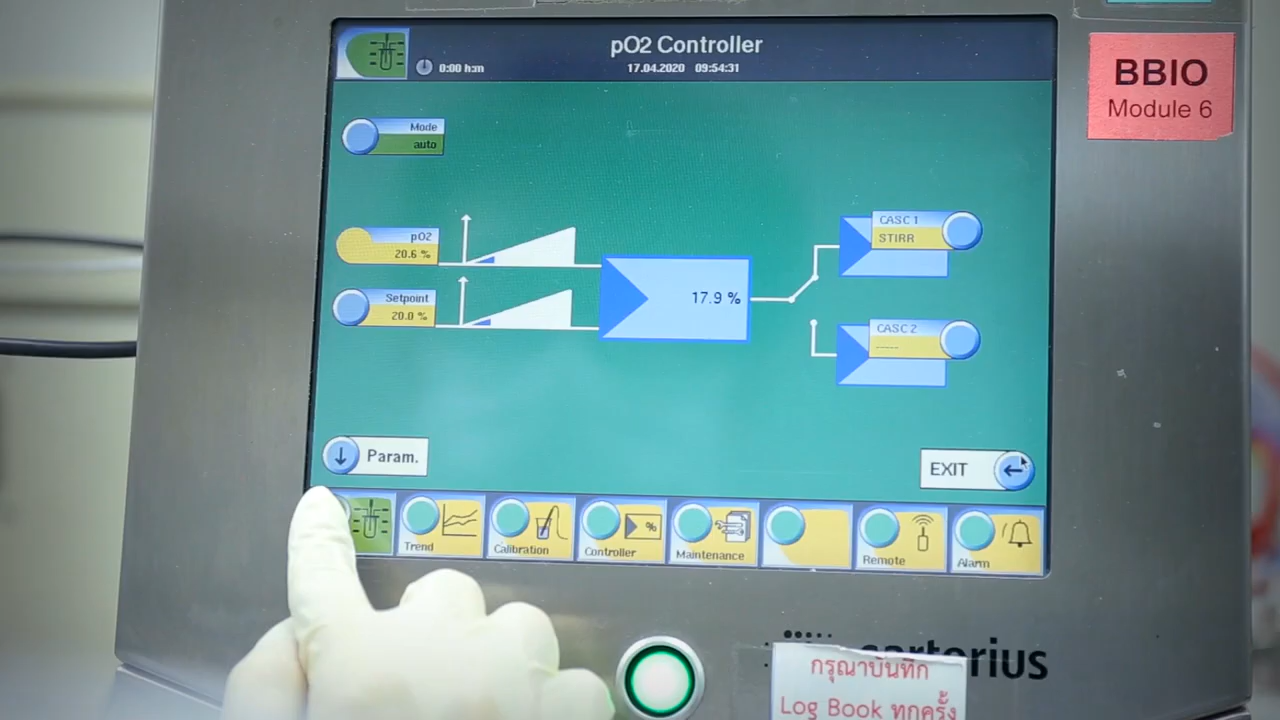 pO2 Controller
0:00 h:m
17.04.2020 09:54:31
BBIO
Module 6
Mode
auto
pO2
20.6 %
Setpoint
20.0 %
17.9 %
CASC 1
STIRR
CASC 2
-----
Param.
EXIT
Trend
Calibration
Controller
%
Maintenance
Remote
Alarm
sartorius
กรุณาบันทึก
Log Book ทุกครั้ง